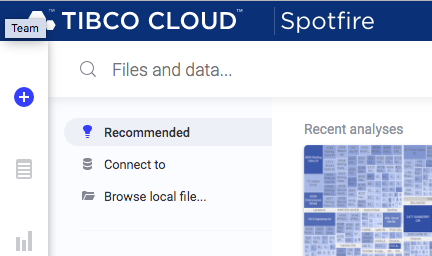 TIBCO CLOUD™ Spotfire
Team
Files and data...
Recommended
Connect to
Browse local file...
Recent analyses